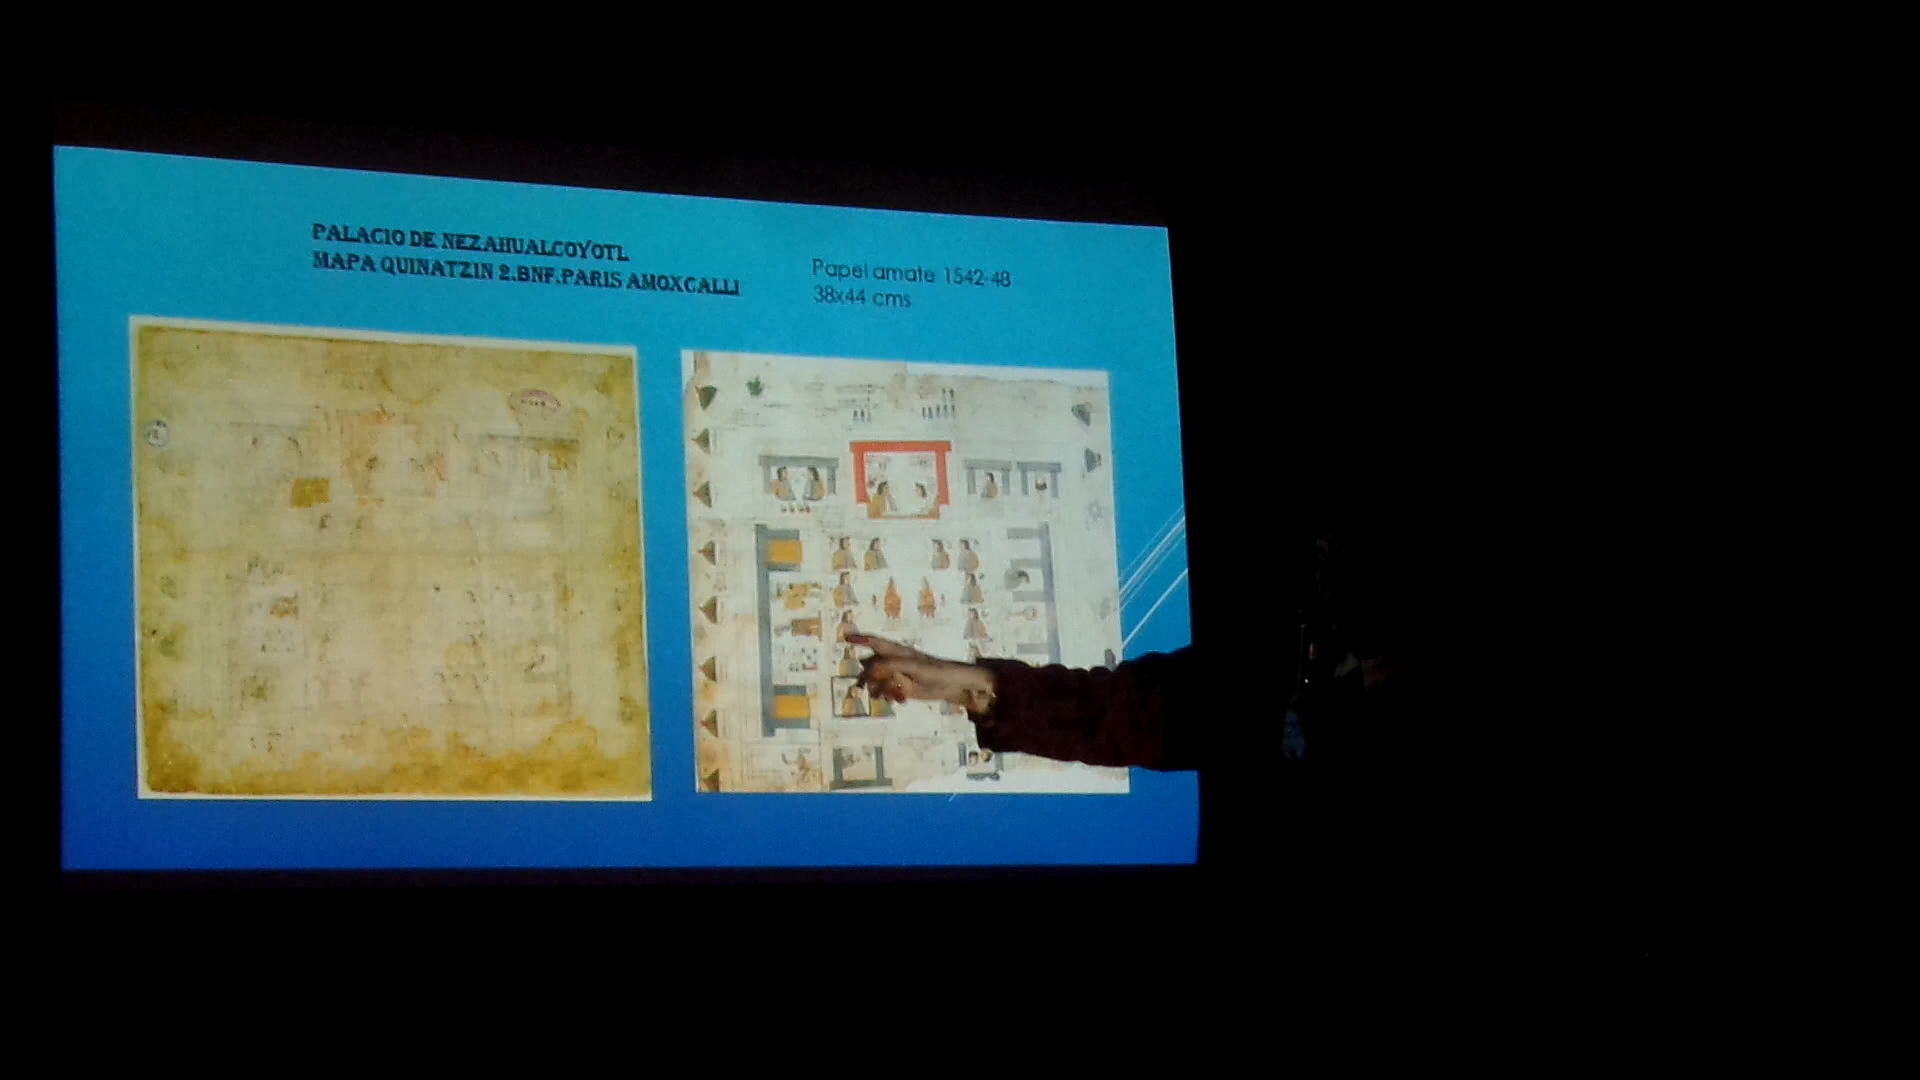 PALACIO DE NEZAHUALCOYOTL
MAPA QUINATZIN 2.BNF.PARIS AMOXCALLI
Papel amate 1542-48
38x44 cms